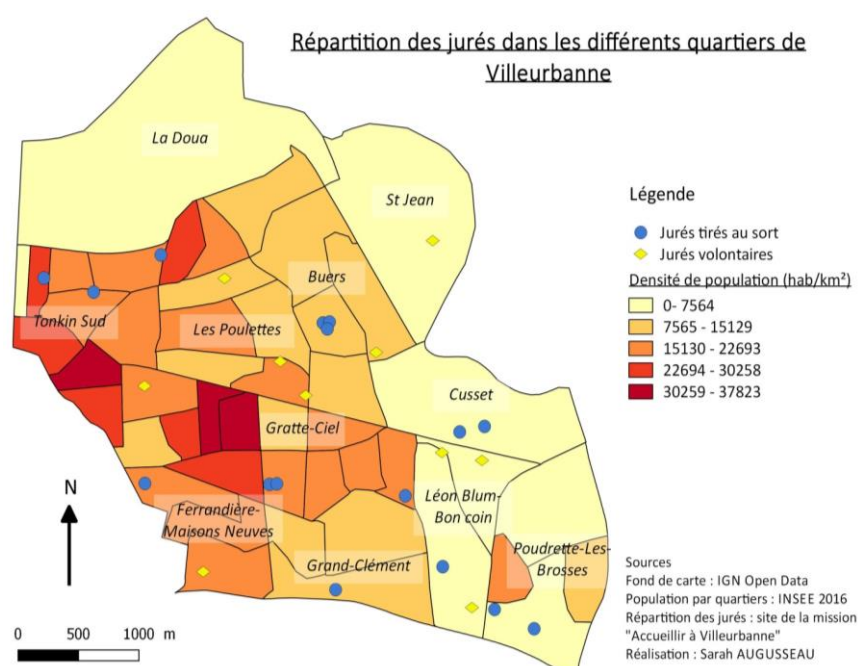 Répartition des jurés dans les différents quartiers de
Villeurbanne
La Doua
St Jean
Buers
Tonkin Sud
Les Poulettes
Cusset
Gratte-Ciel
Léon Blum-
Bon coin
Ferrandière-
Maisons Neuves
Grand-Clément
Poudrette-Les-
Brosses
Légende
Jurés tirés au sort
Jurés volontaires
Densité de population (hab/km²)
0- 7564
7565 - 15129
15130 - 22693
22694 - 30258
30259 - 37823
N
0 500 1000 m
Sources
Fond de carte : IGN Open Data
Population par quartiers : INSEE 2016
Répartition des jurés : site de la mission
"Accueillir à Villeurbanne"
Réalisation : Sarah AUGUSSEAU